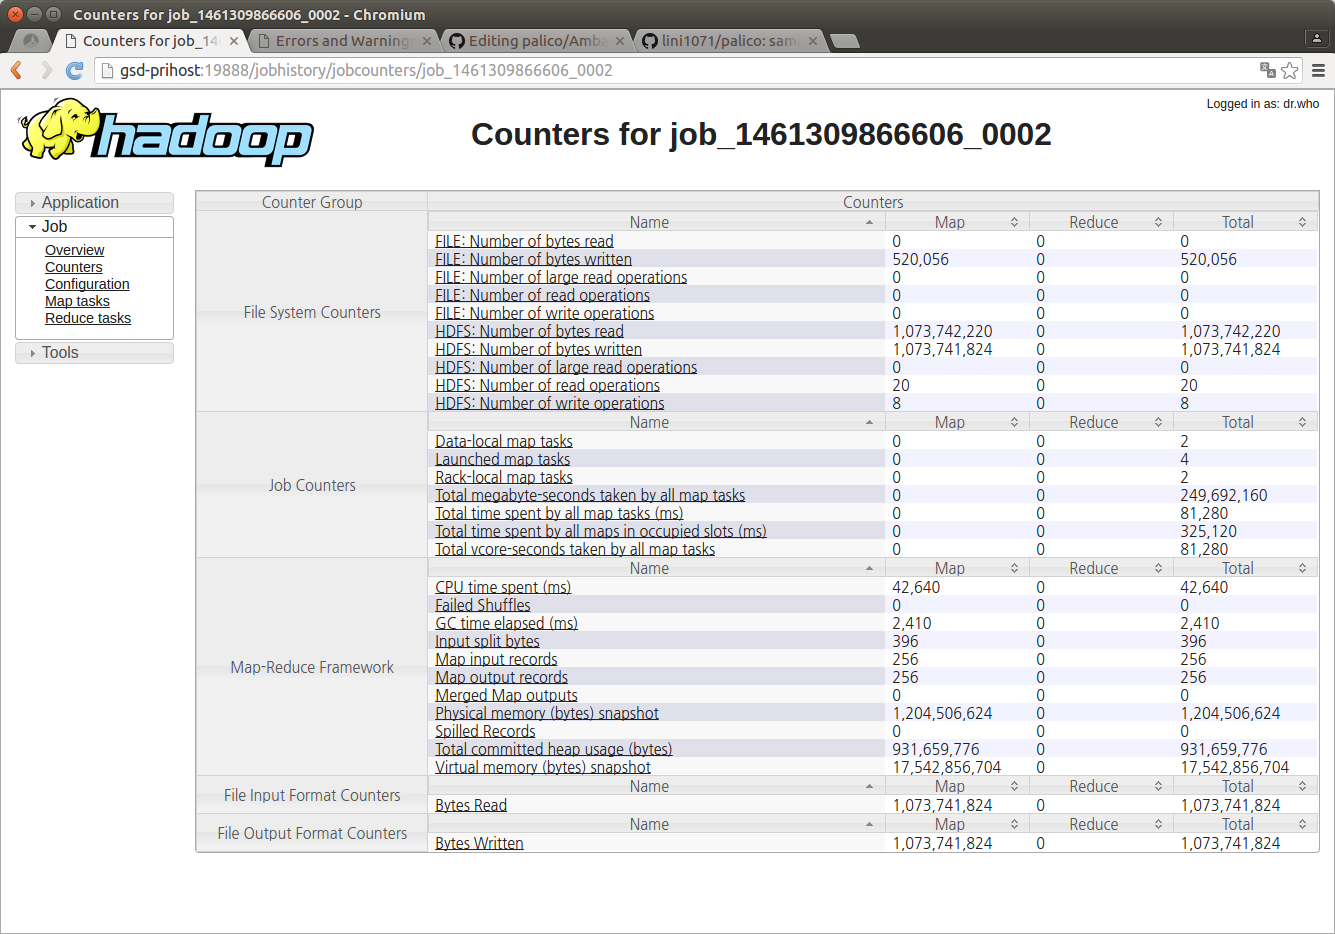 Counters for job_1461309866606_0002 - Chromium
Counters for job_14
Errors and Warning
Editing palico/Amb
lini1071/palico: sam
gsd-prihost:19888/jobhistory/jobcounters/job_1461309866606_0002
Logged in as: dr.who
hadoop
Counters for job_1461309866606_0002
Application
Job
Overview
Counters
Configuration
Map tasks
Reduce tasks
Tools
Counter Group Counters
File System Counters
Name Map Reduce Total
FILE: Number of bytes read 0 0 0
FILE: Number of bytes written 520,056 0 520,056
FILE: Number of large read operations 0 0 0
FILE: Number of read operations 0 0 0
FILE: Number of write operations 0 0 0
HDFS: Number of bytes read 1,073,742,220 0 1,073,742,220
HDFS: Number of bytes written 1,073,741,824 0 1,073,741,824
HDFS: Number of large read operations 0 0 0
HDFS: Number of read operations 20 0 20
HDFS: Number of write operations 8 0 8
Job Counters
Name Map Reduce Total
Data-local map tasks 0 0 2
Launched map tasks 0 0 4
Rack-local map tasks 0 0 2
Total megabyte-seconds taken by all map tasks 0 0 249,692,160
Total time spent by all map tasks (ms) 0 0 81,280
Total time spent by all maps in occupied slots (ms) 0 0 325,120
Total vcore-seconds taken by all map tasks 0 0 81,280
Map-Reduce Framework
Name Map Reduce Total
CPU time spent (ms) 42,640 0 42,640
Failed Shuffles 0 0 0
GC time elapsed (ms) 2,410 0 2,410
Input split bytes 396 0 396
Map input records 256 0 256
Map output records 256 0 256
Merged Map outputs 0 0 0
Physical memory (bytes) snapshot 1,204,506,624 0 1,204,506,624
Spilled Records 0 0 0
Total committed heap usage (bytes) 931,659,776 0 931,659,776
Virtual memory (bytes) snapshot 17,542,856,704 0 17,542,856,704
File Input Format Counters
Name Map Reduce Total
Bytes Read 1,073,741,824 0 1,073,741,824
File Output Format Counters
Name Map Reduce Total
Bytes Written 1,073,741,824 0 1,073,741,824